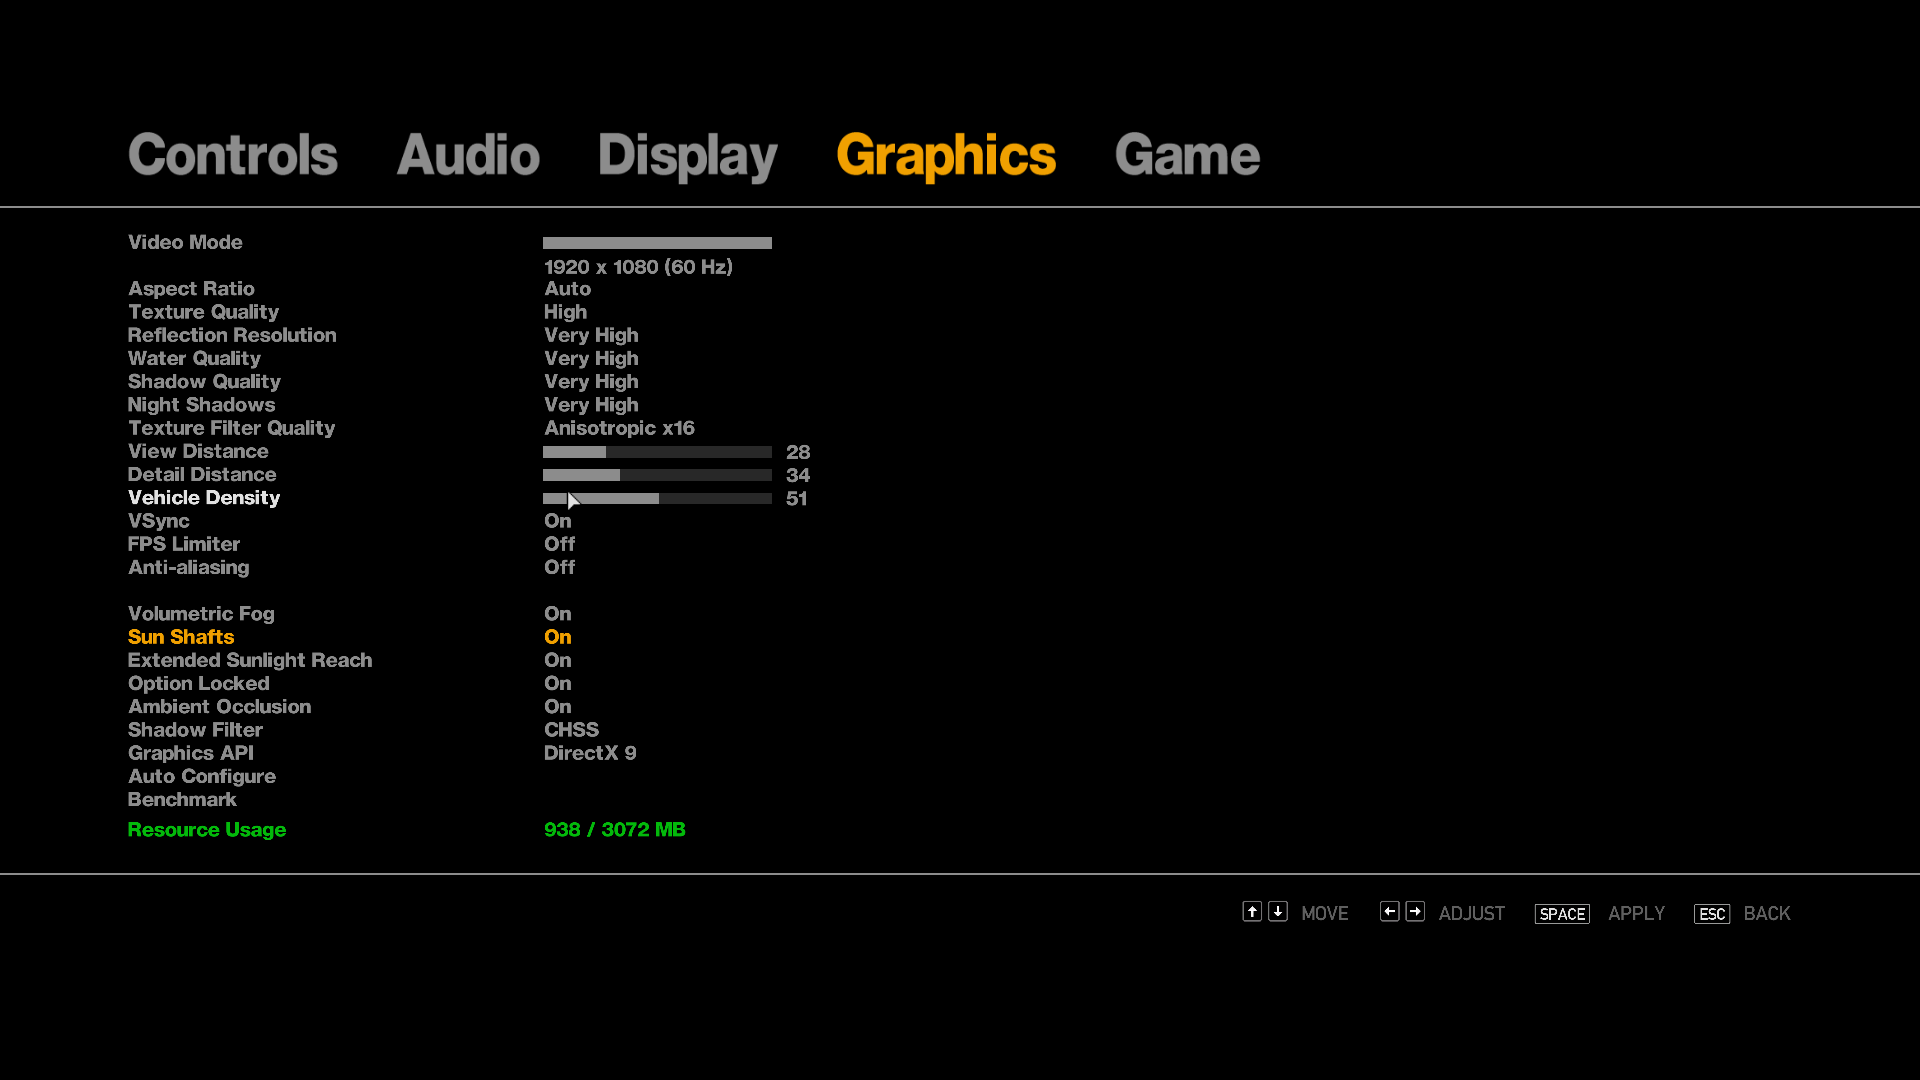 Controls Audio Display Graphics Game
Video Mode
1920 x 1080 (60 Hz)
Aspect Ratio Auto
Texture Quality High
Reflection Resolution Very High
Water Quality Very High
Shadow Quality Very High
Night Shadows Very High
Texture Filter Quality Anisotropic x16
View Distance 28
Detail Distance 34
Vehicle Density 51
VSync On
FPS Limiter Off
Anti-aliasing Off
Volumetric Fog On
Sun Shafts On
Extended Sunlight Reach On
Option Locked On
Ambient Occlusion On
Shadow Filter CHSS
Graphics API DirectX 9
Auto Configure
Benchmark
Resource Usage 938 / 3072 MB
↑ ↓ MOVE ← → ADJUST SPACE APPLY ESC BACK